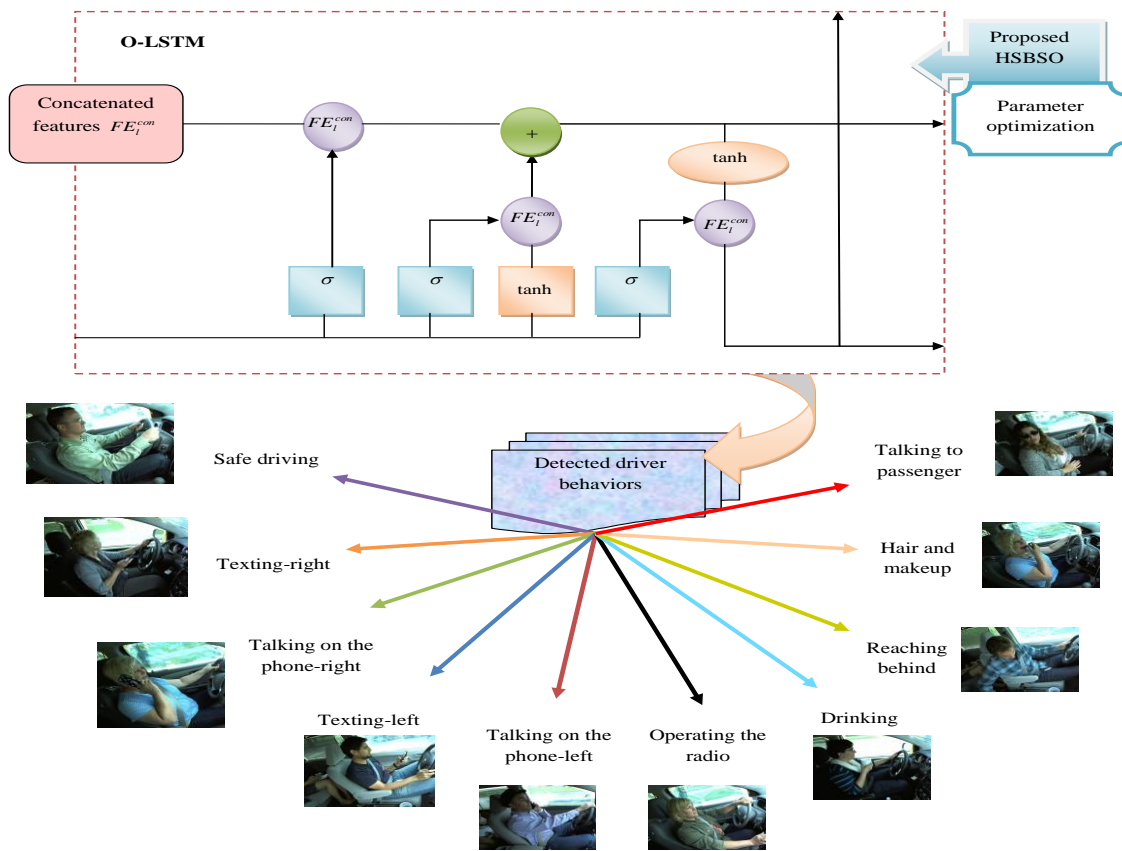 O-LSTM
Proposed
HSBSO
Concatenated
features FE_l^{con}
Parameter
optimization
FE_l^{con}
+
tanh
FE_l^{con}
FE_l^{con}
σ
σ
tanh
σ
Detected driver
behaviors
Safe driving
Texting-right
Talking on the
phone-right
Texting-left
Talking on the
phone-left
Operating the
radio
Drinking
Reaching
behind
Hair and
makeup
Talking to
passenger